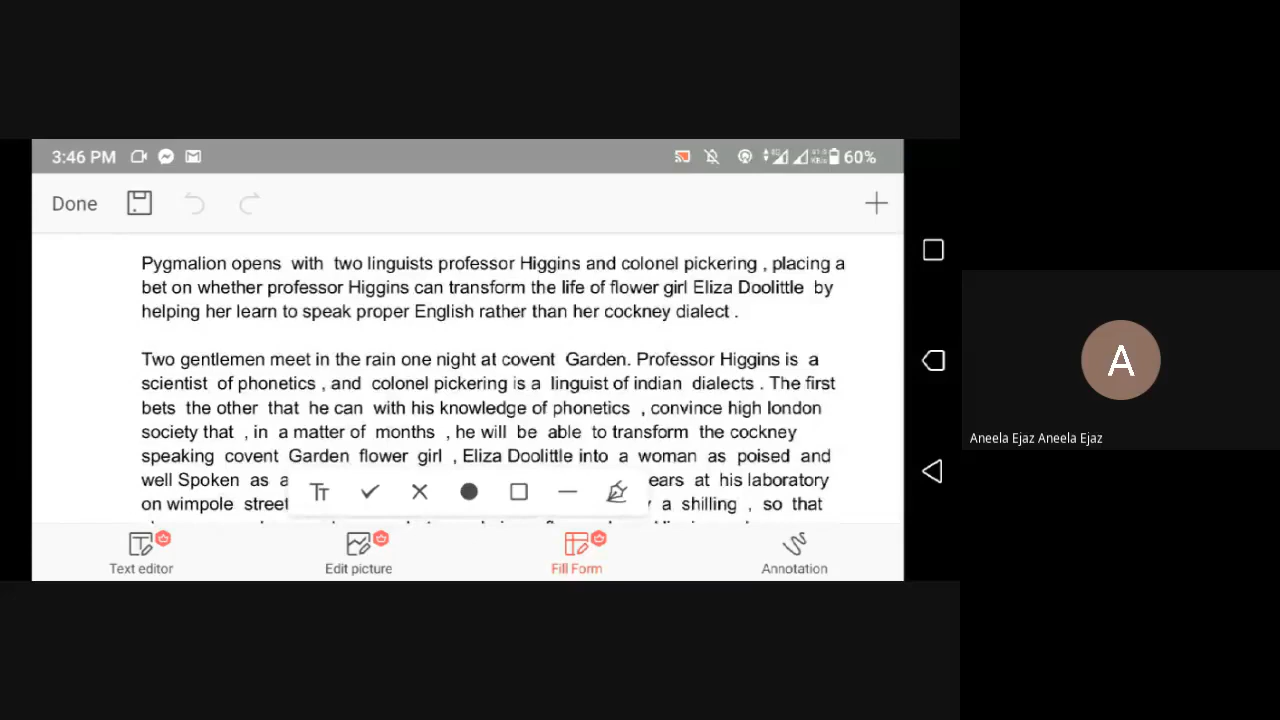 3:46 PM
60%
Done
Pygmalion opens with two linguists professor Higgins and colonel pickering , placing a
bet on whether professor Higgins can transform the life of flower girl Eliza Doolittle by
helping her learn to speak proper English rather than her cockney dialect .
Two gentlemen meet in the rain one night at covent Garden. Professor Higgins is a
scientist of phonetics , and colonel pickering is a linguist of indian dialects . The first
bets the other that he can with his knowledge of phonetics , convince high london
society that , in a matter of months , he will be able to transform the cockney
speaking covent Garden flower girl , Eliza Doolittle into a woman as poised and
well Spoken as a ears at his laboratory
on wimpole street a shilling , so that
Tt
Text editor
Edit picture
Fill Form
Annotation
A
Aneela Ejaz Aneela Ejaz